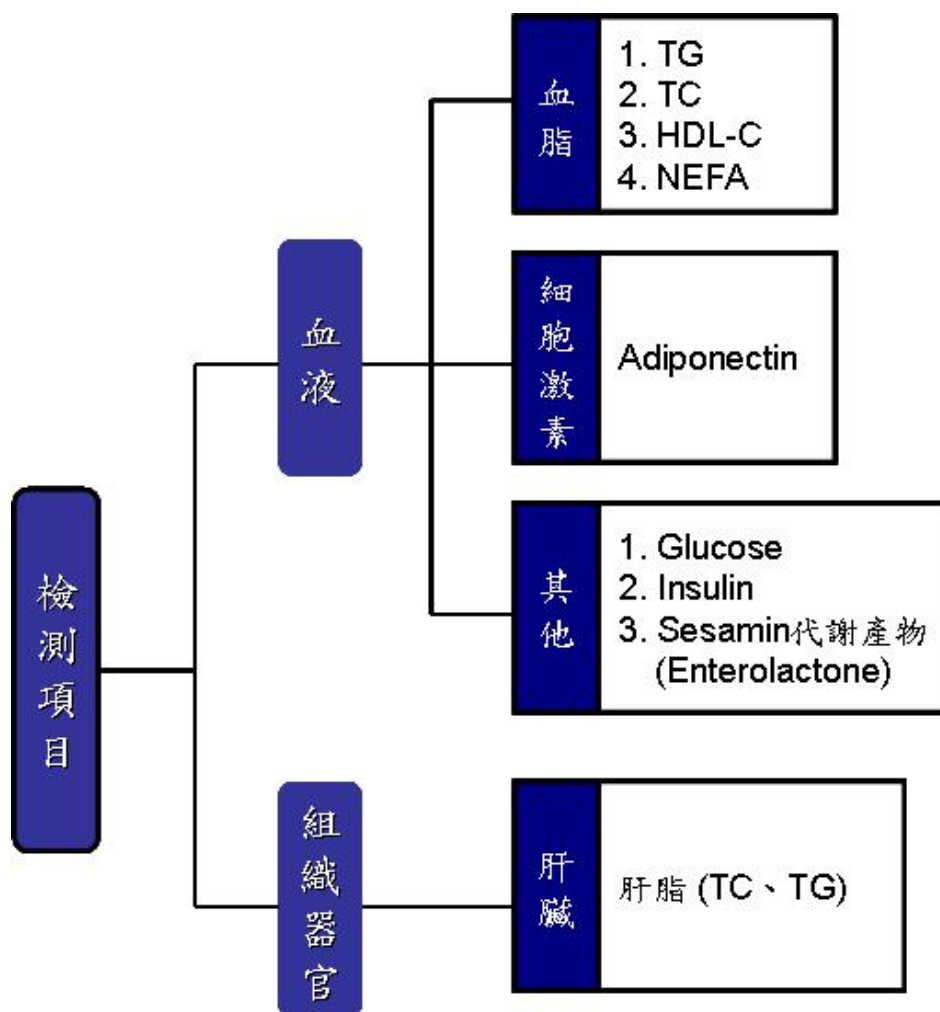 檢測項目
血液
血脂
1. TG
2. TC
3. HDL-C
4. NEFA
細胞激素
Adiponectin
其他
1. Glucose
2. Insulin
3. Sesamin代謝產物
(Enterolactone)
組織器官
肝臟
肝脂 (TC、TG)